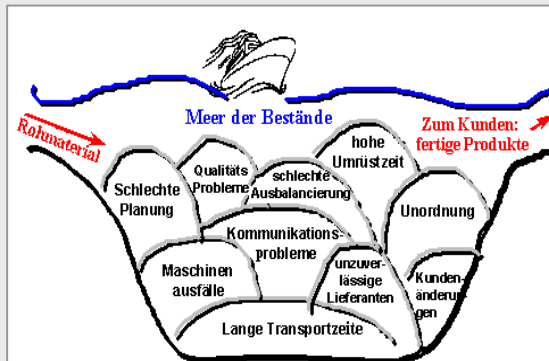 Meer der Bestände
Rohmaterial
Zum Kunden:
fertige Produkte
hohe
Umrüstzeit
Qualitäts
Probleme
schlechte
Ausbalancierung
Schlechte
Planung
Unordnung
Kommunikations-
probleme
Maschinen
ausfälle
unzuver-
lässige
Lieferanten
Kunden-
änderun-
gen
Lange Transportzeite